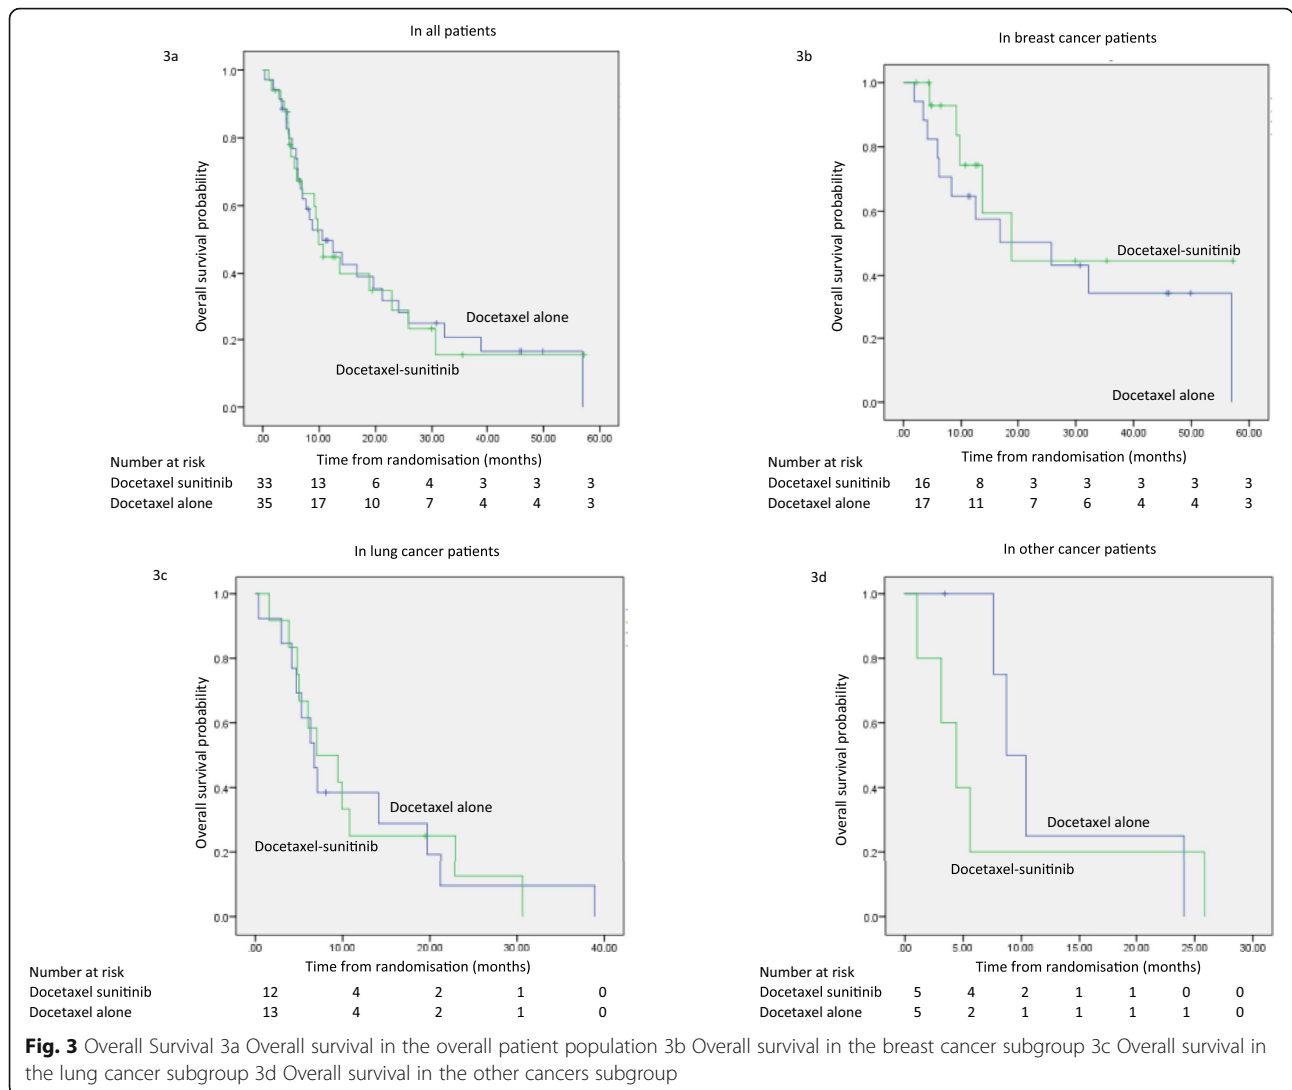 In all patients
3a
1.0
0.8
0.6
0.4
0.2
0.0
Overall survival probability
Docetaxel alone
Docetaxel-sunitinib
.00 10.00 20.00 30.00 40.00 50.00 60.00
Time from randomisation (months)
Number at risk
Docetaxel sunitinib 33 13 6 4 3 3 3
Docetaxel alone 35 17 10 7 4 4 3
In breast cancer patients
3b
1.0
0.8
0.6
0.4
0.2
0.0
Overall survival probability
Docetaxel-sunitinib
Docetaxel alone
.00 10.00 20.00 30.00 40.00 50.00 60.00
Time from randomisation (months)
Number at risk
Docetaxel sunitinib 16 8 3 3 3 3 3
Docetaxel alone 17 11 7 6 4 4 3
In lung cancer patients
3c
1.0
0.8
0.6
0.4
0.2
0.0
Overall survival probability
Docetaxel alone
Docetaxel-sunitinib
.00 10.00 20.00 30.00 40.00
Time from randomisation (months)
Number at risk
Docetaxel sunitinib 12 4 2 1 0
Docetaxel alone 13 4 2 1 0
In other cancer patients
3d
1.0
0.8
0.6
0.4
0.2
0.0
Overall survival probability
Docetaxel alone
Docetaxel-sunitinib
.00 5.00 10.00 15.00 20.00 25.00 30.00
Time from randomisation (months)
Number at risk
Docetaxel sunitinib 5 4 2 1 1 0 0
Docetaxel alone 5 2 1 1 1 1 0
Fig. 3 Overall Survival 3a Overall survival in the overall patient population 3b Overall survival in the breast cancer subgroup 3c Overall survival in
the lung cancer subgroup 3d Overall survival in the other cancers subgroup